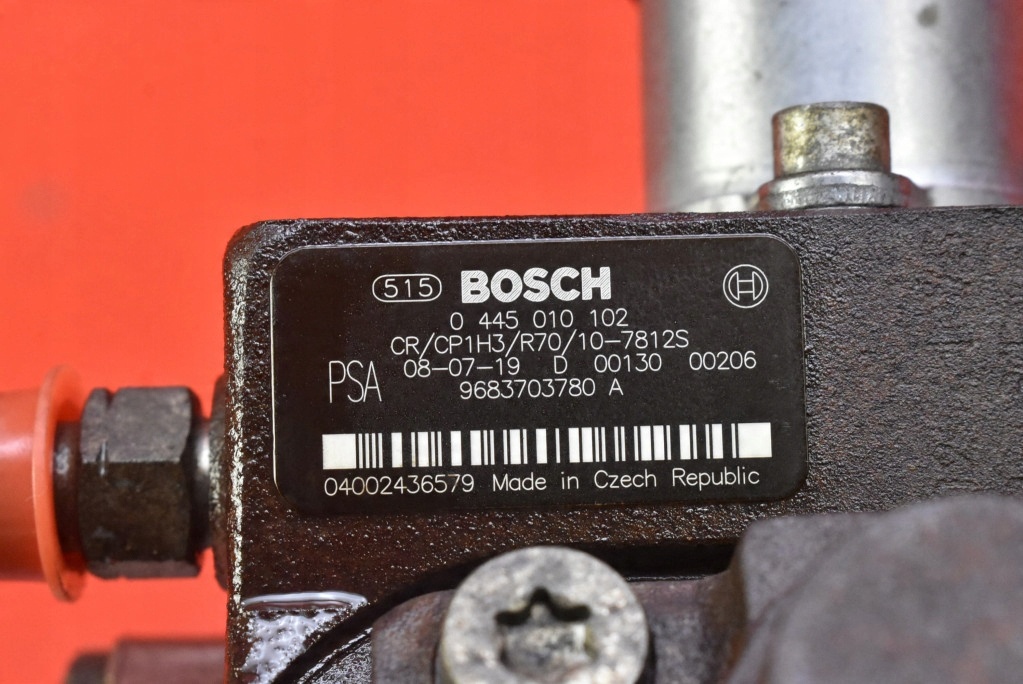 515 BOSCH H
0 445 010 102
CR/CP1H3/R70/10-7812S
PSA 08-07-19 D 00130 00206
9683703780 A
04002436579 Made in Czech Republic